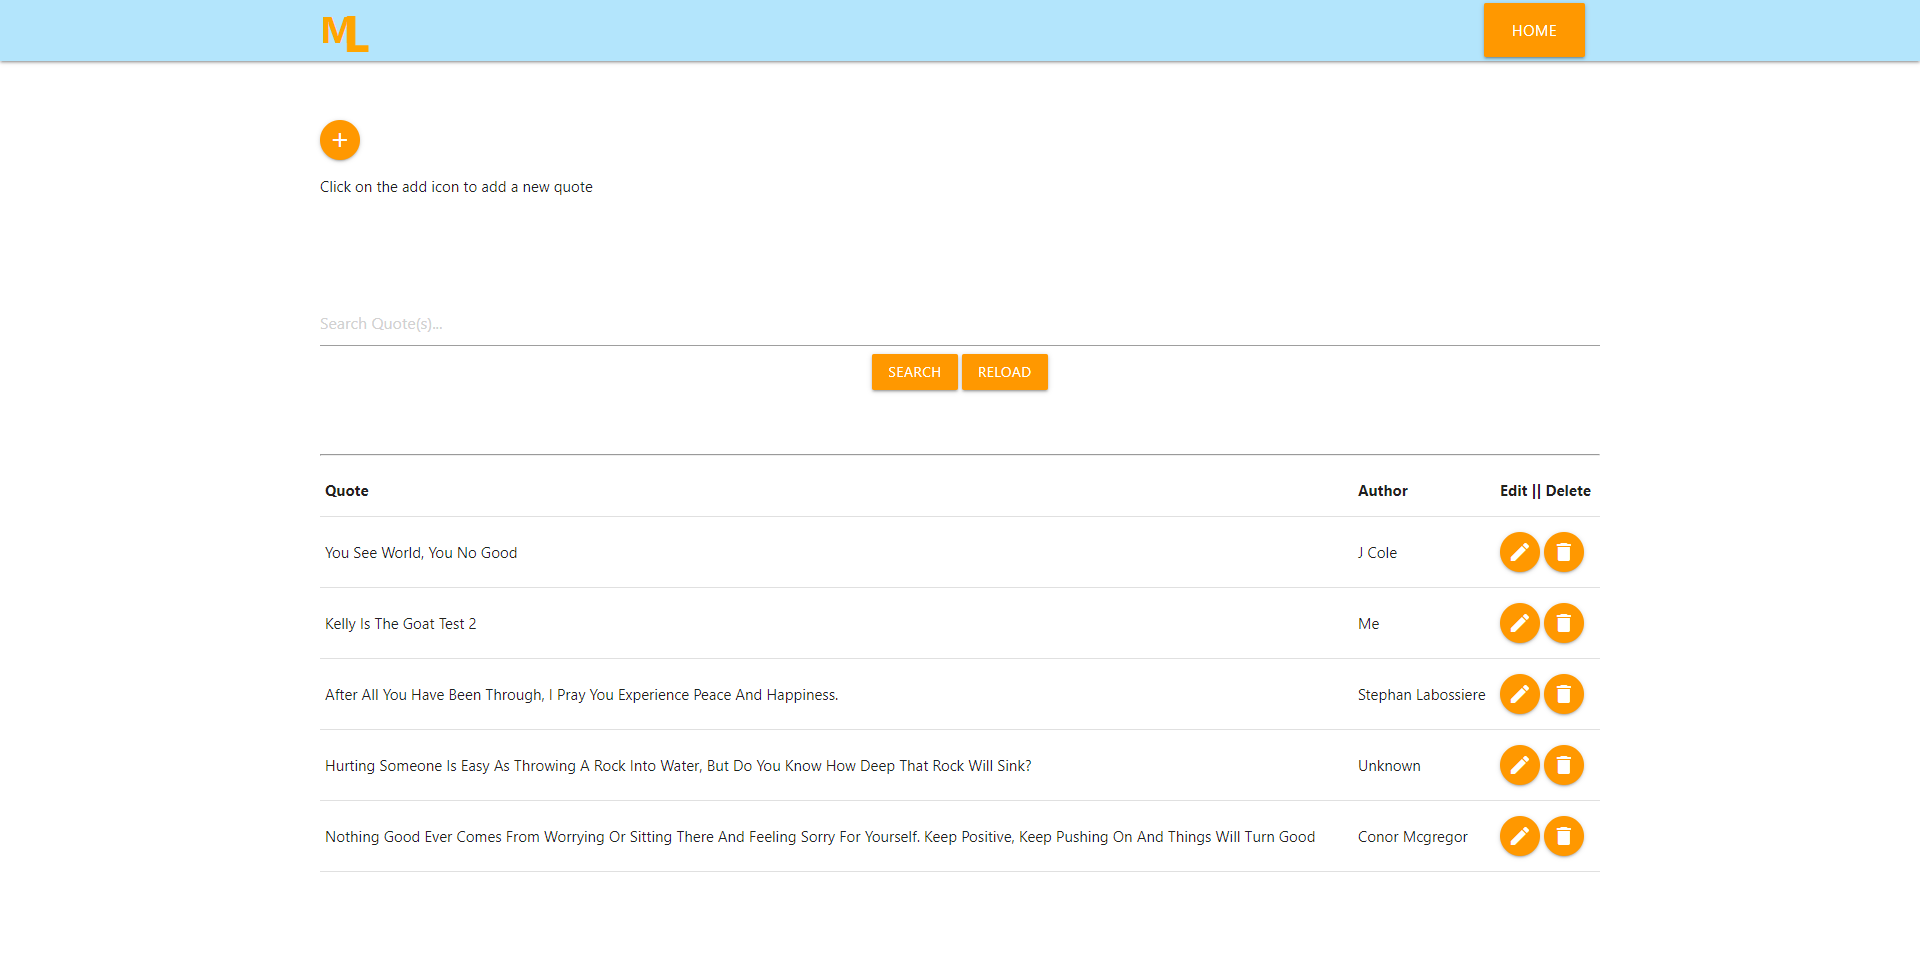 ML HOME
Click on the add icon to add a new quote
Search Quote(s)...
SEARCH RELOAD
Quote Author Edit || Delete
You See World, You No Good J Cole
Kelly Is The Goat Test 2 Me
After All You Have Been Through, I Pray You Experience Peace And Happiness. Stephan Labossiere
Hurting Someone Is Easy As Throwing A Rock Into Water, But Do You Know How Deep That Rock Will Sink? Unknown
Nothing Good Ever Comes From Worrying Or Sitting There And Feeling Sorry For Yourself. Keep Positive, Keep Pushing On And Things Will Turn Good Conor Mcgregor